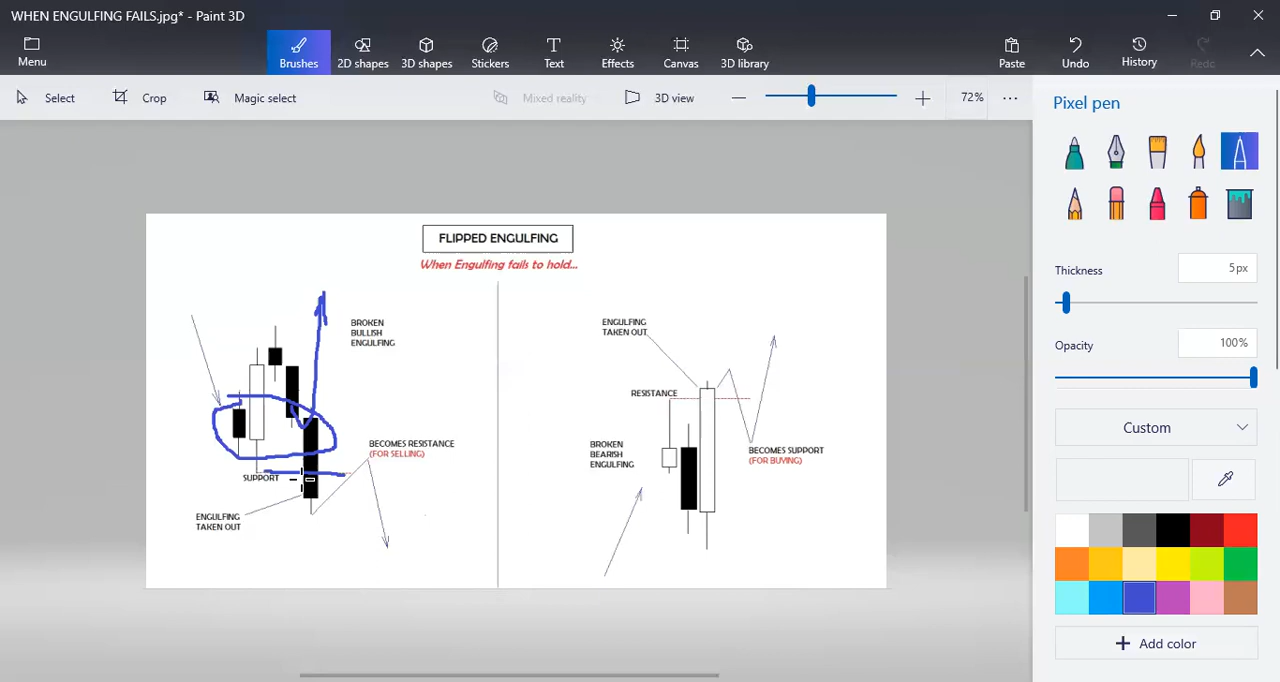 WHEN ENGULFING FAILS.jpg* - Paint 3D
Menu
Brushes
2D shapes
3D shapes
Stickers
Text
Effects
Canvas
3D library
Paste
Undo
History
Redo
Select
Crop
Magic select
Mixed reality
3D view
72%
Pixel pen
Thickness
5px
Opacity
100%
Custom
Add color
FLIPPED ENGULFING
When Engulfing fails to hold...
BROKEN
BULLISH
ENGULFING
BECOMES RESISTANCE
(FOR SELLING)
SUPPORT
ENGULFING
TAKEN OUT
ENGULFING
TAKEN OUT
RESISTANCE
BROKEN
BEARISH
ENGULFING
BECOMES SUPPORT
(FOR BUYING)